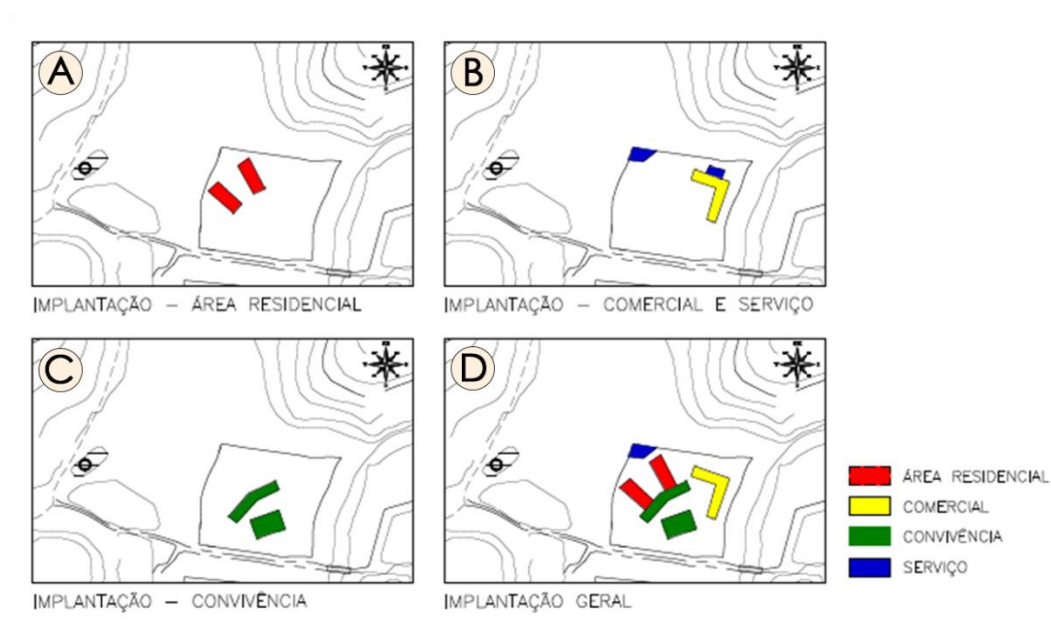 A
IMPLANTAÇÃO – ÁREA RESIDENCIAL
B
IMPLANTAÇÃO – COMERCIAL E SERVIÇO
C
IMPLANTAÇÃO – CONVIVÊNCIA
D
IMPLANTAÇÃO GERAL
ÁREA RESIDENCIAL
COMERCIAL
CONVIVÊNCIA
SERVIÇO